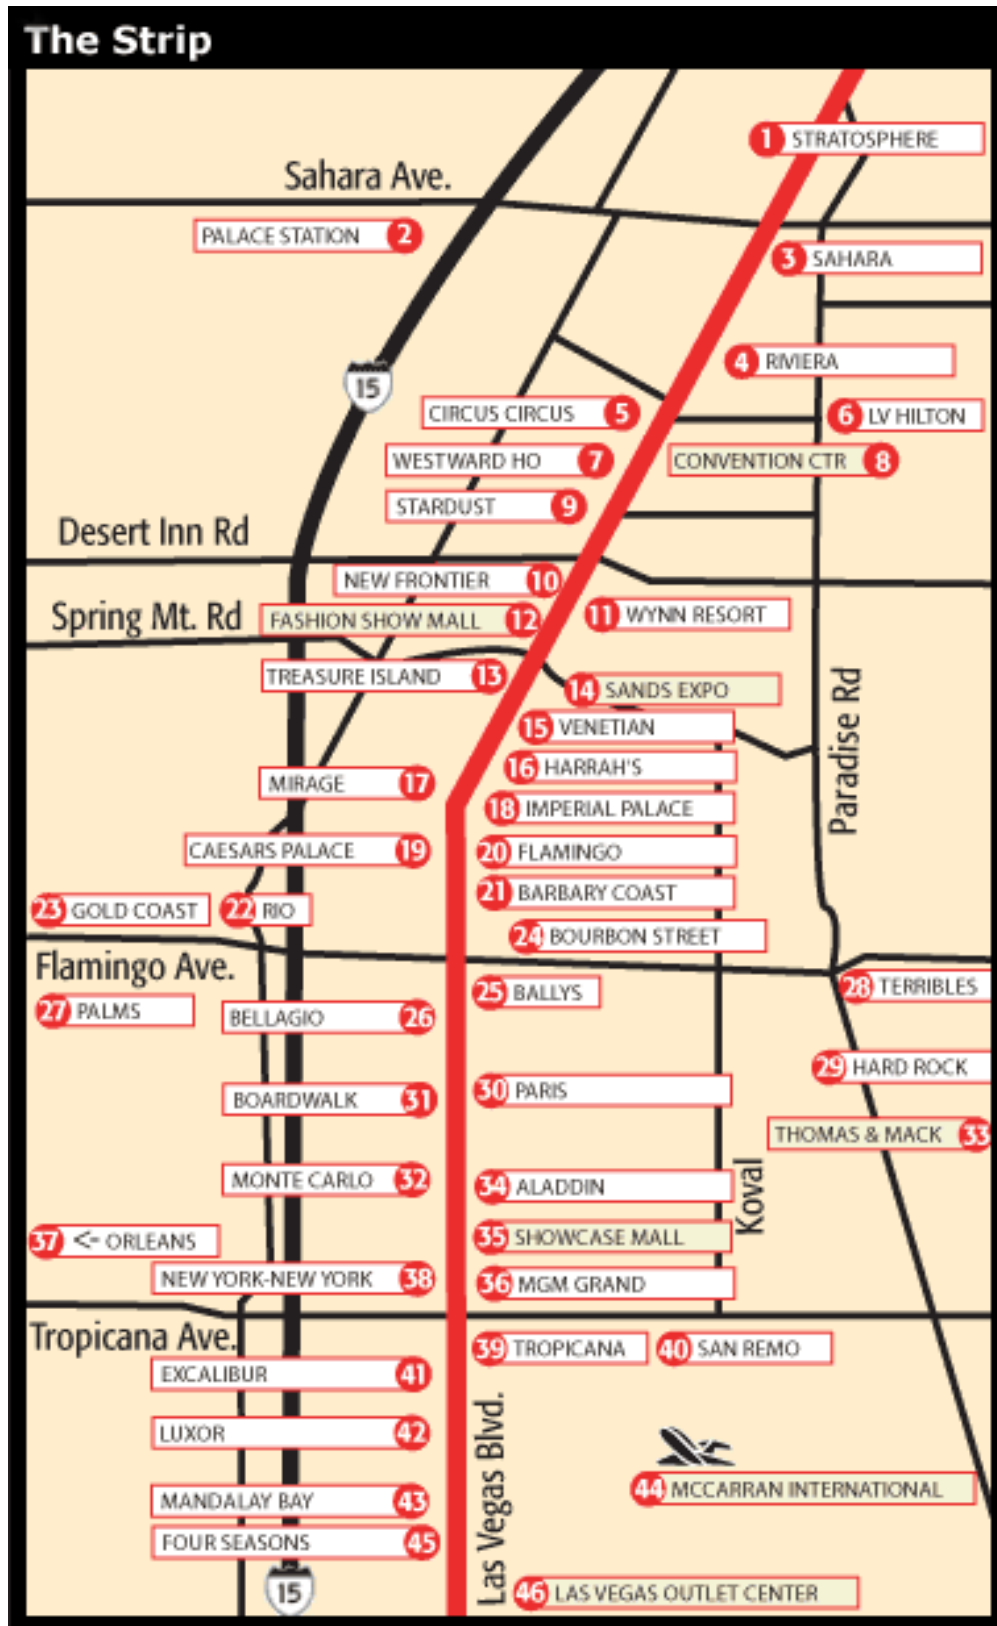 The Strip
1 STRATOSPHERE
Sahara Ave.
PALACE STATION 2
3 SAHARA
4 RIVIERA
15
CIRCUS CIRCUS 5
6 LV HILTON
WESTWARD HO 7
CONVENTION CTR 8
STARDUST 9
Desert Inn Rd
NEW FRONTIER 10
Spring Mt. Rd
FASHION SHOW MALL 12
11 WYNN RESORT
TREASURE ISLAND 13
14 SANDS EXPO
15 VENETIAN
Paradise Rd
16 HARRAH'S
MIRAGE 17
18 IMPERIAL PALACE
CAESARS PALACE 19
20 FLAMINGO
21 BARBARY COAST
23 GOLD COAST
22 RIO
24 BOURBON STREET
Flamingo Ave.
25 BALLYS
28 TERRIBLES
27 PALMS
BELLAGIO 26
29 HARD ROCK
BOARDWALK 31
30 PARIS
THOMAS & MACK 33
MONTE CARLO 32
34 ALADDIN
Koval
37 <- ORLEANS
35 SHOWCASE MALL
NEW YORK-NEW YORK 38
36 MGM GRAND
Tropicana Ave.
39 TROPICANA
40 SAN REMO
EXCALIBUR 41
LUXOR 42
Las Vegas Blvd.
44 MCCARRAN INTERNATIONAL
MANDALAY BAY 43
FOUR SEASONS 45
15
46 LAS VEGAS OUTLET CENTER